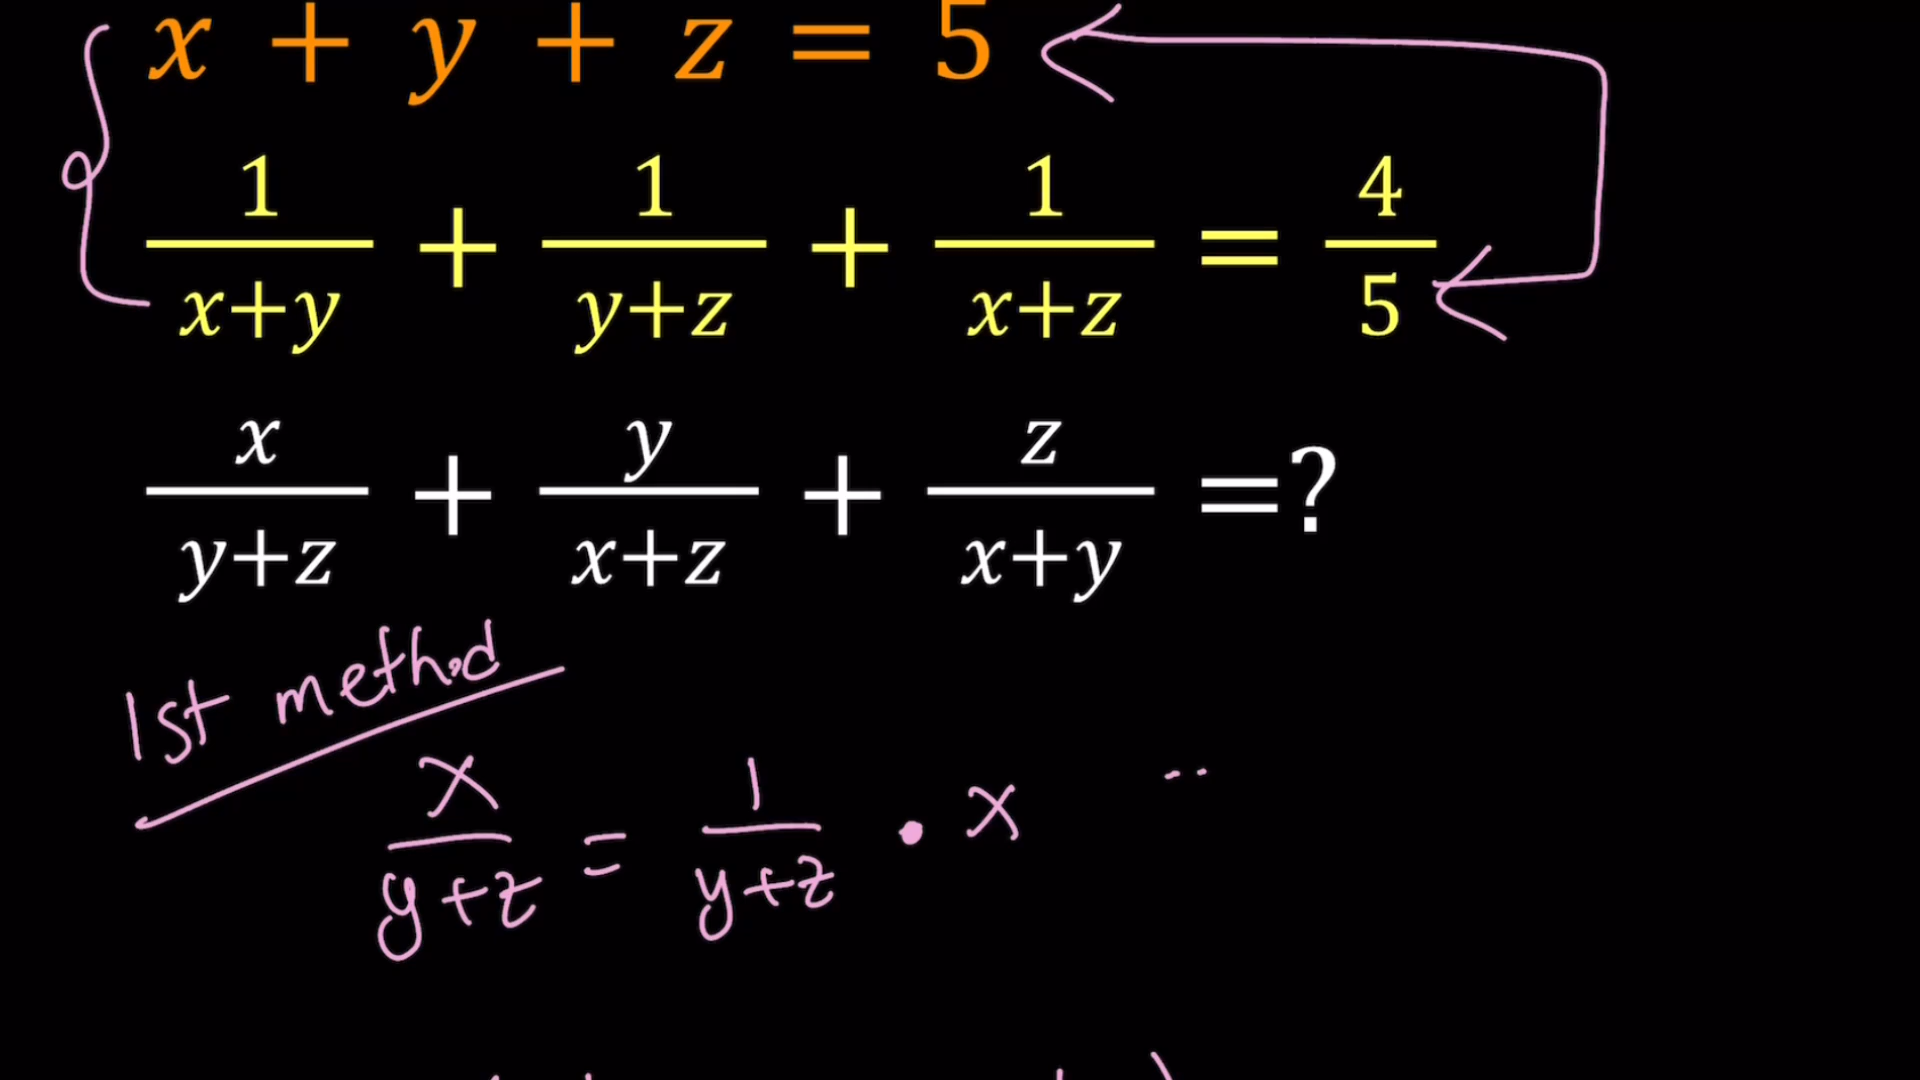 x + y + z = 5
1/(x+y) + 1/(y+z) + 1/(x+z) = 4/5
x/(y+z) + y/(x+z) + z/(x+y) =?
1st method
x/(y+z) = 1/(y+z) • x ..